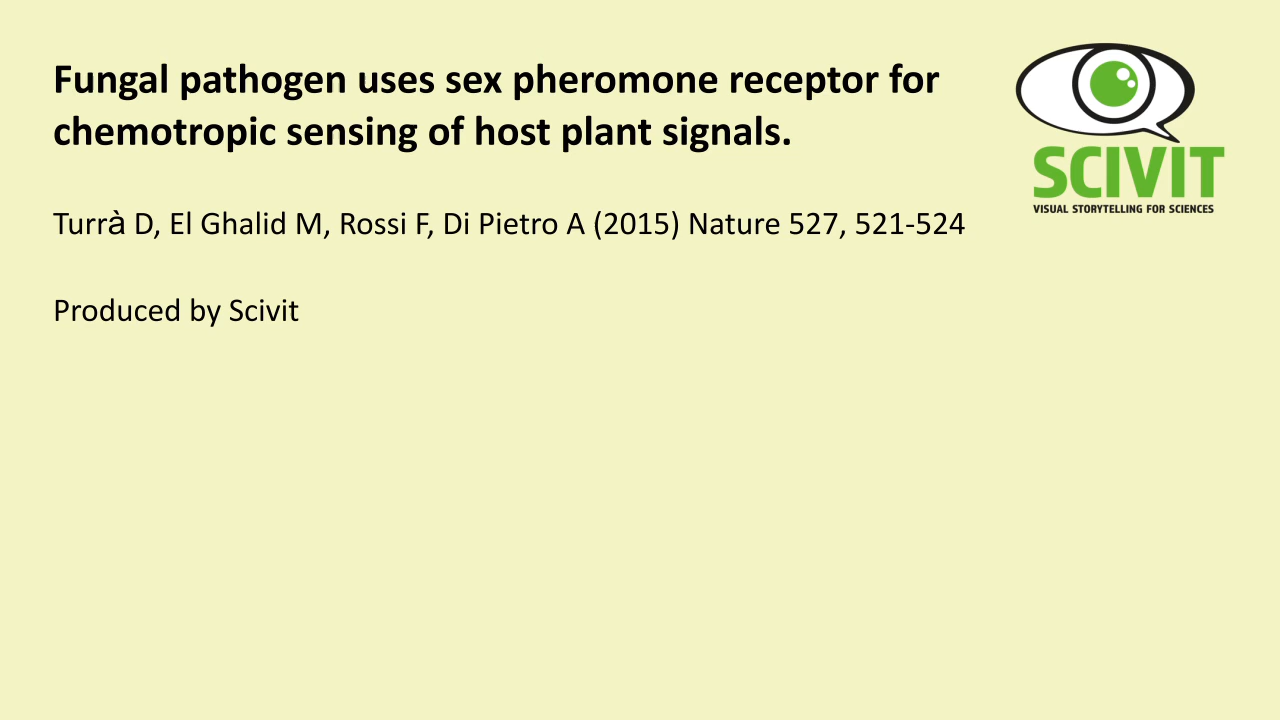 Fungal pathogen uses sex pheromone receptor for
chemotropic sensing of host plant signals.
Turrà D, El Ghalid M, Rossi F, Di Pietro A (2015) Nature 527, 521-524
Produced by Scivit
SCIVIT
VISUAL STORYTELLING FOR SCIENCES